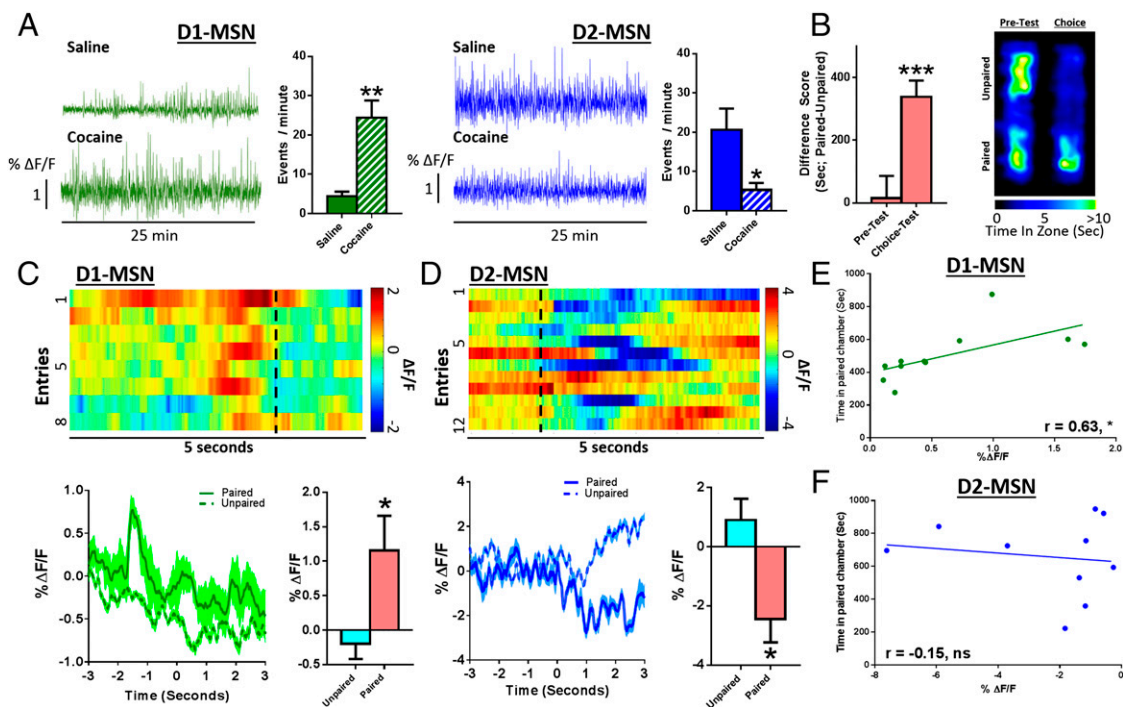 A
D1-MSN
Saline
Cocaine
% ΔF/F
1
25 min
Events / minute
40
30
20
10
0
**
Saline
Cocaine
D2-MSN
Saline
Cocaine
% ΔF/F
1
25 min
Events / minute
40
30
20
10
0
*
Saline
Cocaine
B
Difference Score
(Sec; Paired-Unpaired)
400
200
0
***
Pre-Test
Choice-Test
Pre-Test Choice
Unpaired
Paired
0 5 >10
Time In Zone (Sec)
C
D1-MSN
Entries
1
5
8
5 seconds
2
1
0
-1
-2
ΔF/F
% ΔF/F
1.0
0.5
0.0
-0.5
-1.0
Paired
Unpaired
-3 -2 -1 0 1 2 3
Time (Seconds)
% ΔF/F
2.0
1.5
1.0
0.5
0.0
-0.5
*
Unpaired
Paired
D
D2-MSN
Entries
1
5
12
5 seconds
4
2
0
-2
-4
ΔF/F
% ΔF/F
4
2
0
-2
-4
Paired
Unpaired
-3 -2 -1 0 1 2 3
Time (Seconds)
% ΔF/F
2
0
-2
-4
*
Unpaired
Paired
E
D1-MSN
Time in paired chamber (Sec)
1000
800
600
400
200
0
0.0 0.5 1.0 1.5 2.0
%ΔF/F
r = 0.63, *
F
D2-MSN
Time in paired chamber (Sec)
1000
800
600
400
200
0
-8 -6 -4 -2 0
% ΔF/F
r = -0.15, ns